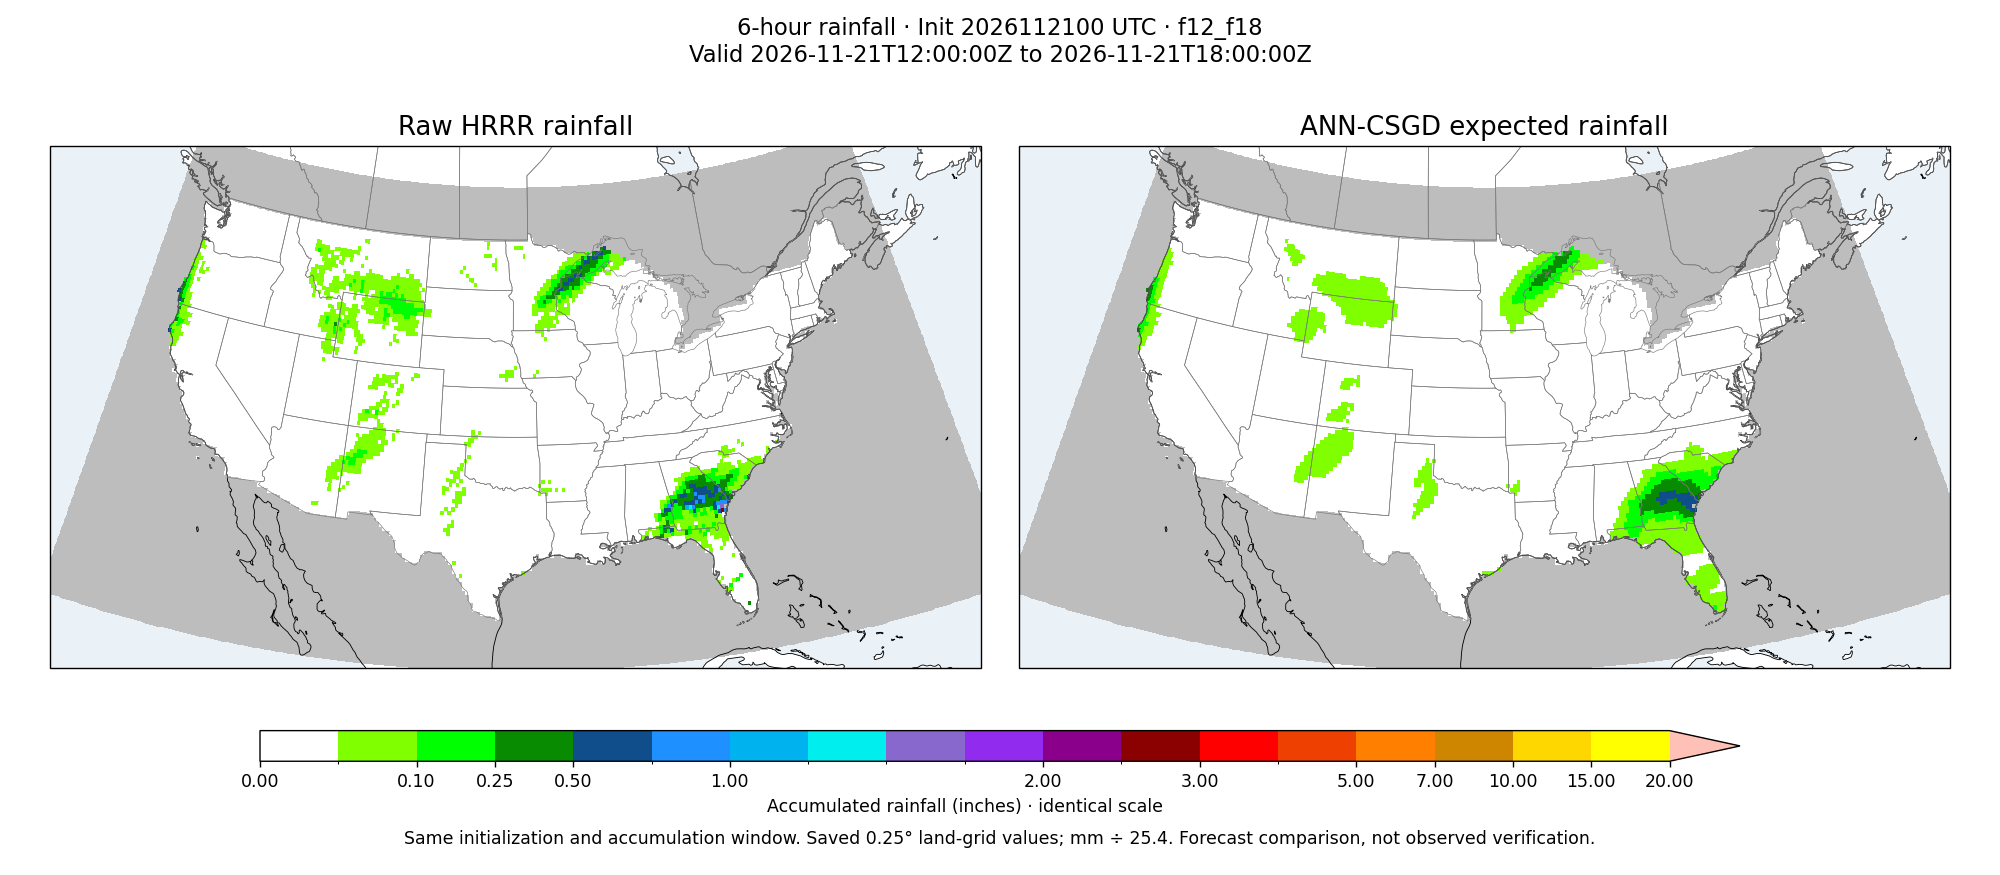 6-hour rainfall · Init 2026112100 UTC · f12_f18
Valid 2026-11-21T12:00:00Z to 2026-11-21T18:00:00Z
Raw HRRR rainfall
ANN-CSGD expected rainfall
0.00 0.10 0.25 0.50 1.00 2.00 3.00 5.00 7.00 10.00 15.00 20.00
Accumulated rainfall (inches) · identical scale
Same initialization and accumulation window. Saved 0.25° land-grid values; mm ÷ 25.4. Forecast comparison, not observed verification.